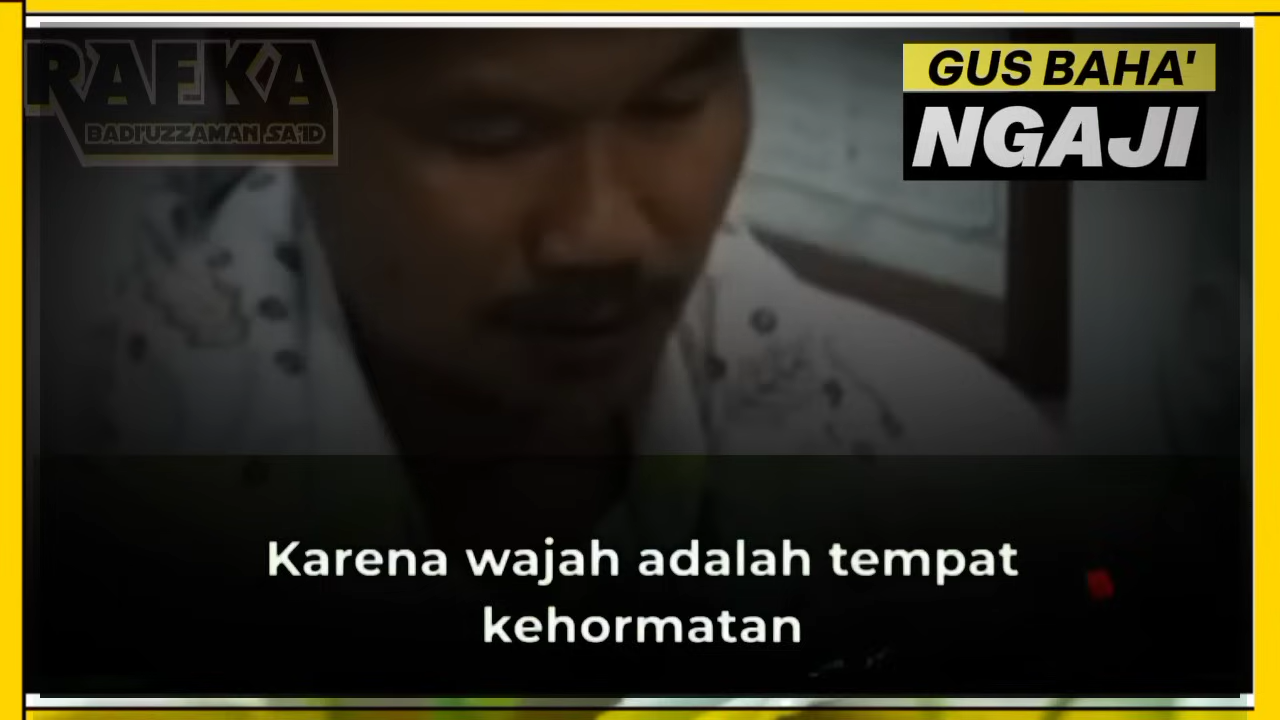 RAFKA
BADI'UZZAMAN SA'ID
GUS BAHA'
NGAJI
Karena wajah adalah tempat
kehormatan